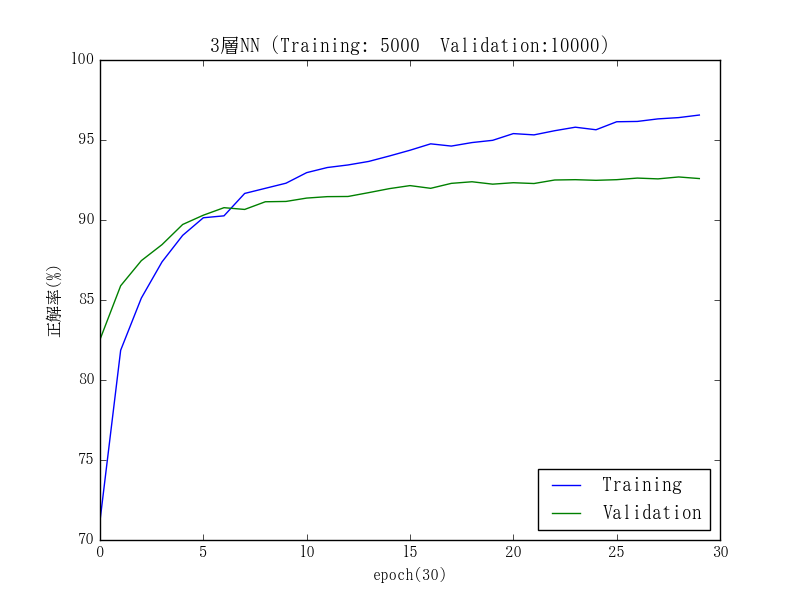 3層NN (Training: 5000  Validation:10000)
100
95
90
85
80
75
70
正解率(%)
Training
Validation
0 5 10 15 20 25 30
epoch(30)